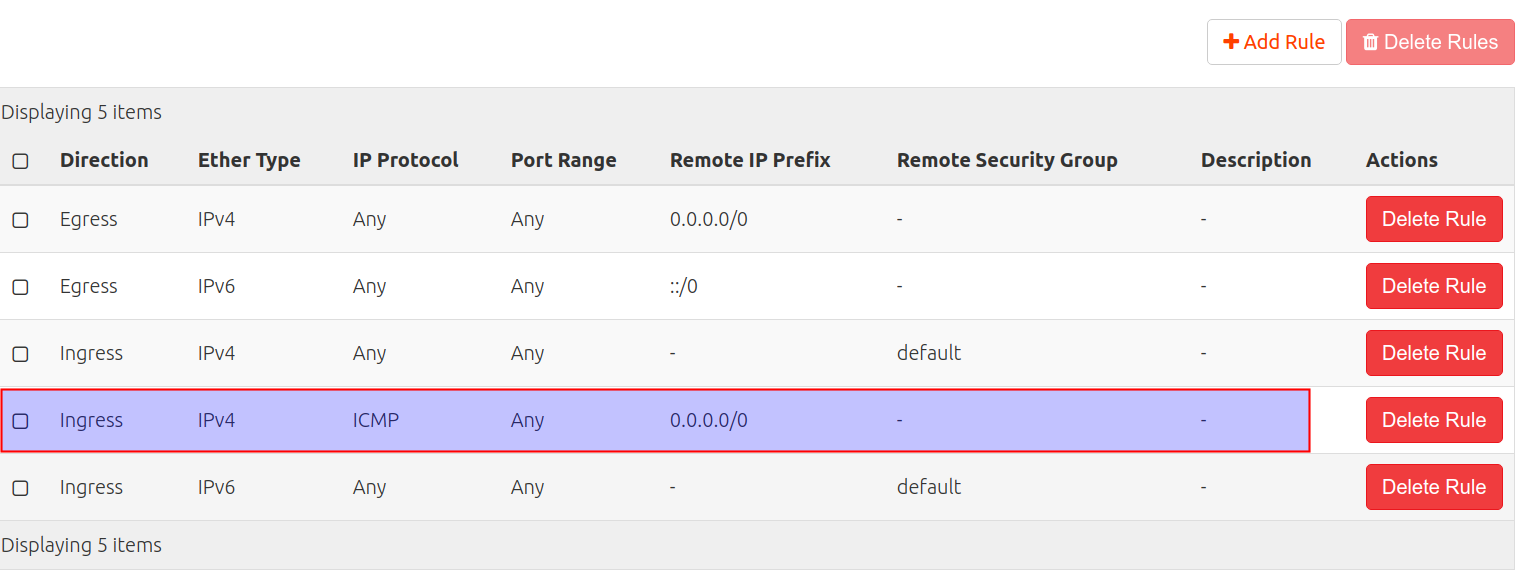 Add Rule Delete Rules
Displaying 5 items
Direction Ether Type IP Protocol Port Range Remote IP Prefix Remote Security Group Description Actions
Egress IPv4 Any Any 0.0.0.0/0 - - Delete Rule
Egress IPv6 Any Any ::/0 - - Delete Rule
Ingress IPv4 Any Any - default - Delete Rule
Ingress IPv4 ICMP Any 0.0.0.0/0 - - Delete Rule
Ingress IPv6 Any Any - default - Delete Rule
Displaying 5 items